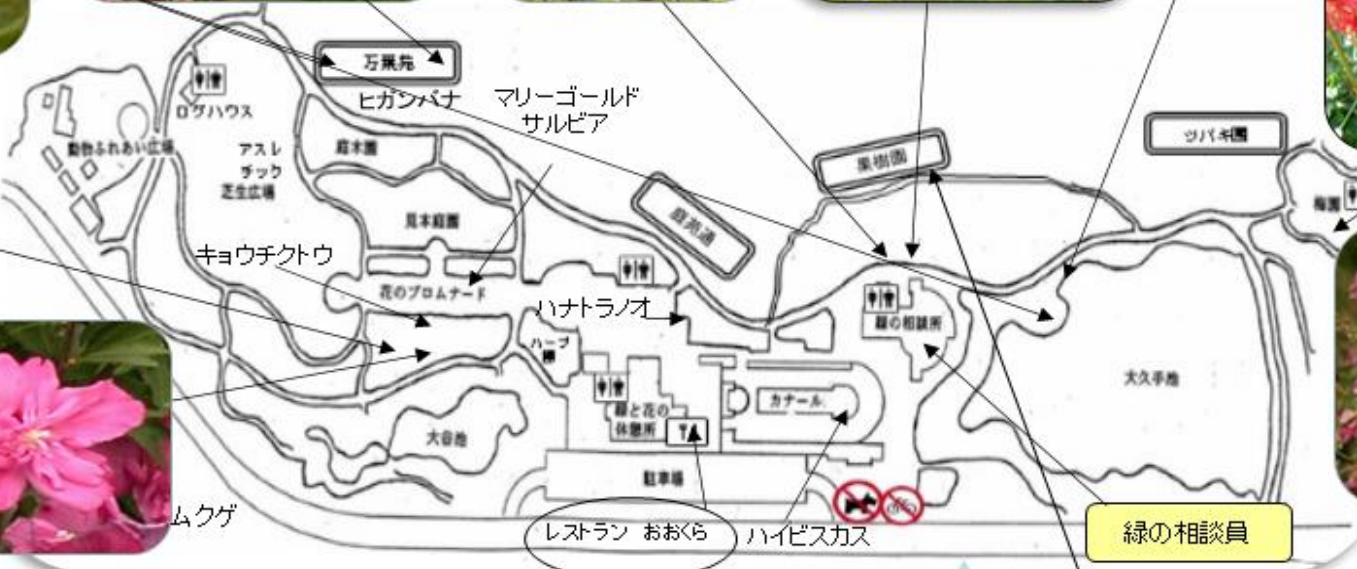 万葉苑
ヒガンバナ
マリーゴールド
サルビア
ログハウス
動物ふれあい広場
アスレ
チック
芝生広場
庭木園
見本庭園
果樹園
ツバキ園
梅園
キョウチクトウ
花のプロムナード
ハナトラノオ
緑の相談所
ハーブ
園
カナール
大久手池
緑と花の
休憩所
大谷池
駐車場
ムクゲ
レストラン おおくら
ハイビスカス
緑の相談員